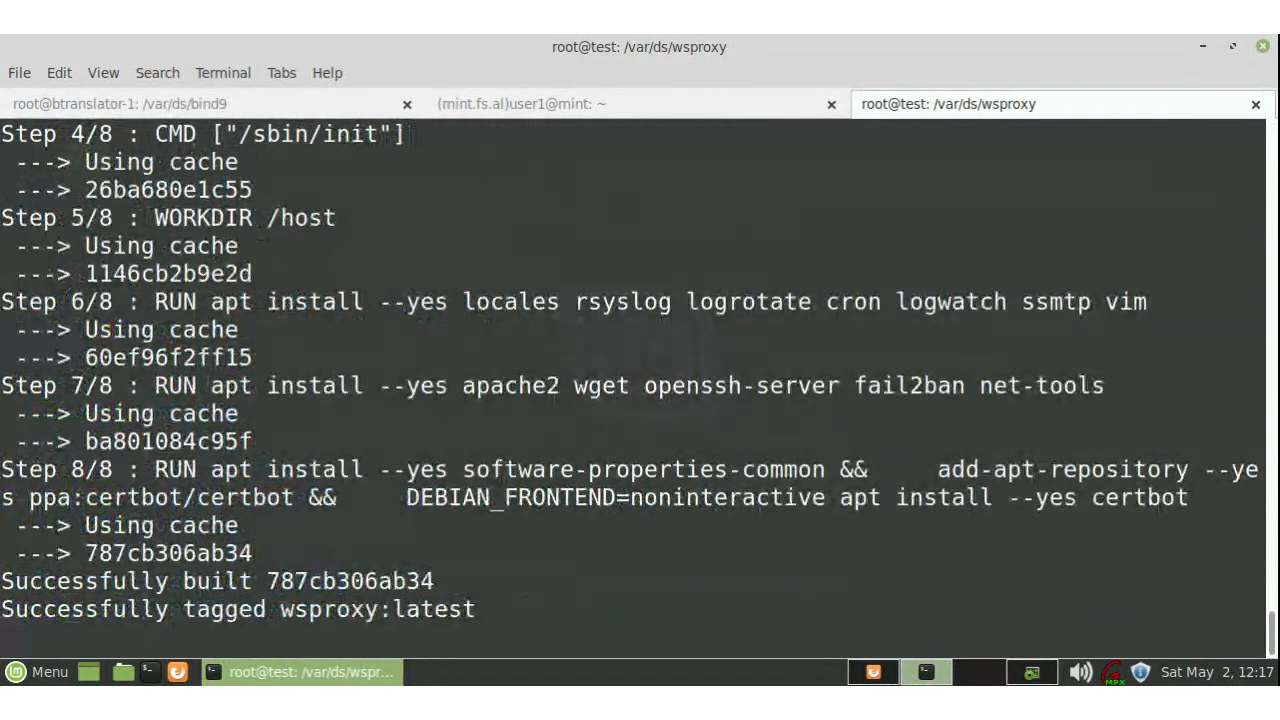 root@test: /var/ds/wsproxy
File Edit View Search Terminal Tabs Help
root@btranslator-1: /var/ds/bind9 (mint.fs.al)user1@mint: ~ root@test: /var/ds/wsproxy
Step 4/8 : CMD ["/sbin/init"]
---> Using cache
---> 26ba680e1c55
Step 5/8 : WORKDIR /host
---> Using cache
---> 1146cb2b9e2d
Step 6/8 : RUN apt install --yes locales rsyslog logrotate cron logwatch ssmtp vim
---> Using cache
---> 60ef96f2ff15
Step 7/8 : RUN apt install --yes apache2 wget openssh-server fail2ban net-tools
---> Using cache
---> ba801084c95f
Step 8/8 : RUN apt install --yes software-properties-common &&     add-apt-repository --ye
s ppa:certbot/certbot &&     DEBIAN_FRONTEND=noninteractive apt install --yes certbot
---> Using cache
---> 787cb306ab34
Successfully built 787cb306ab34
Successfully tagged wsproxy:latest
Menu root@test: /var/ds/wspr... MPX Sat May 2, 12:17